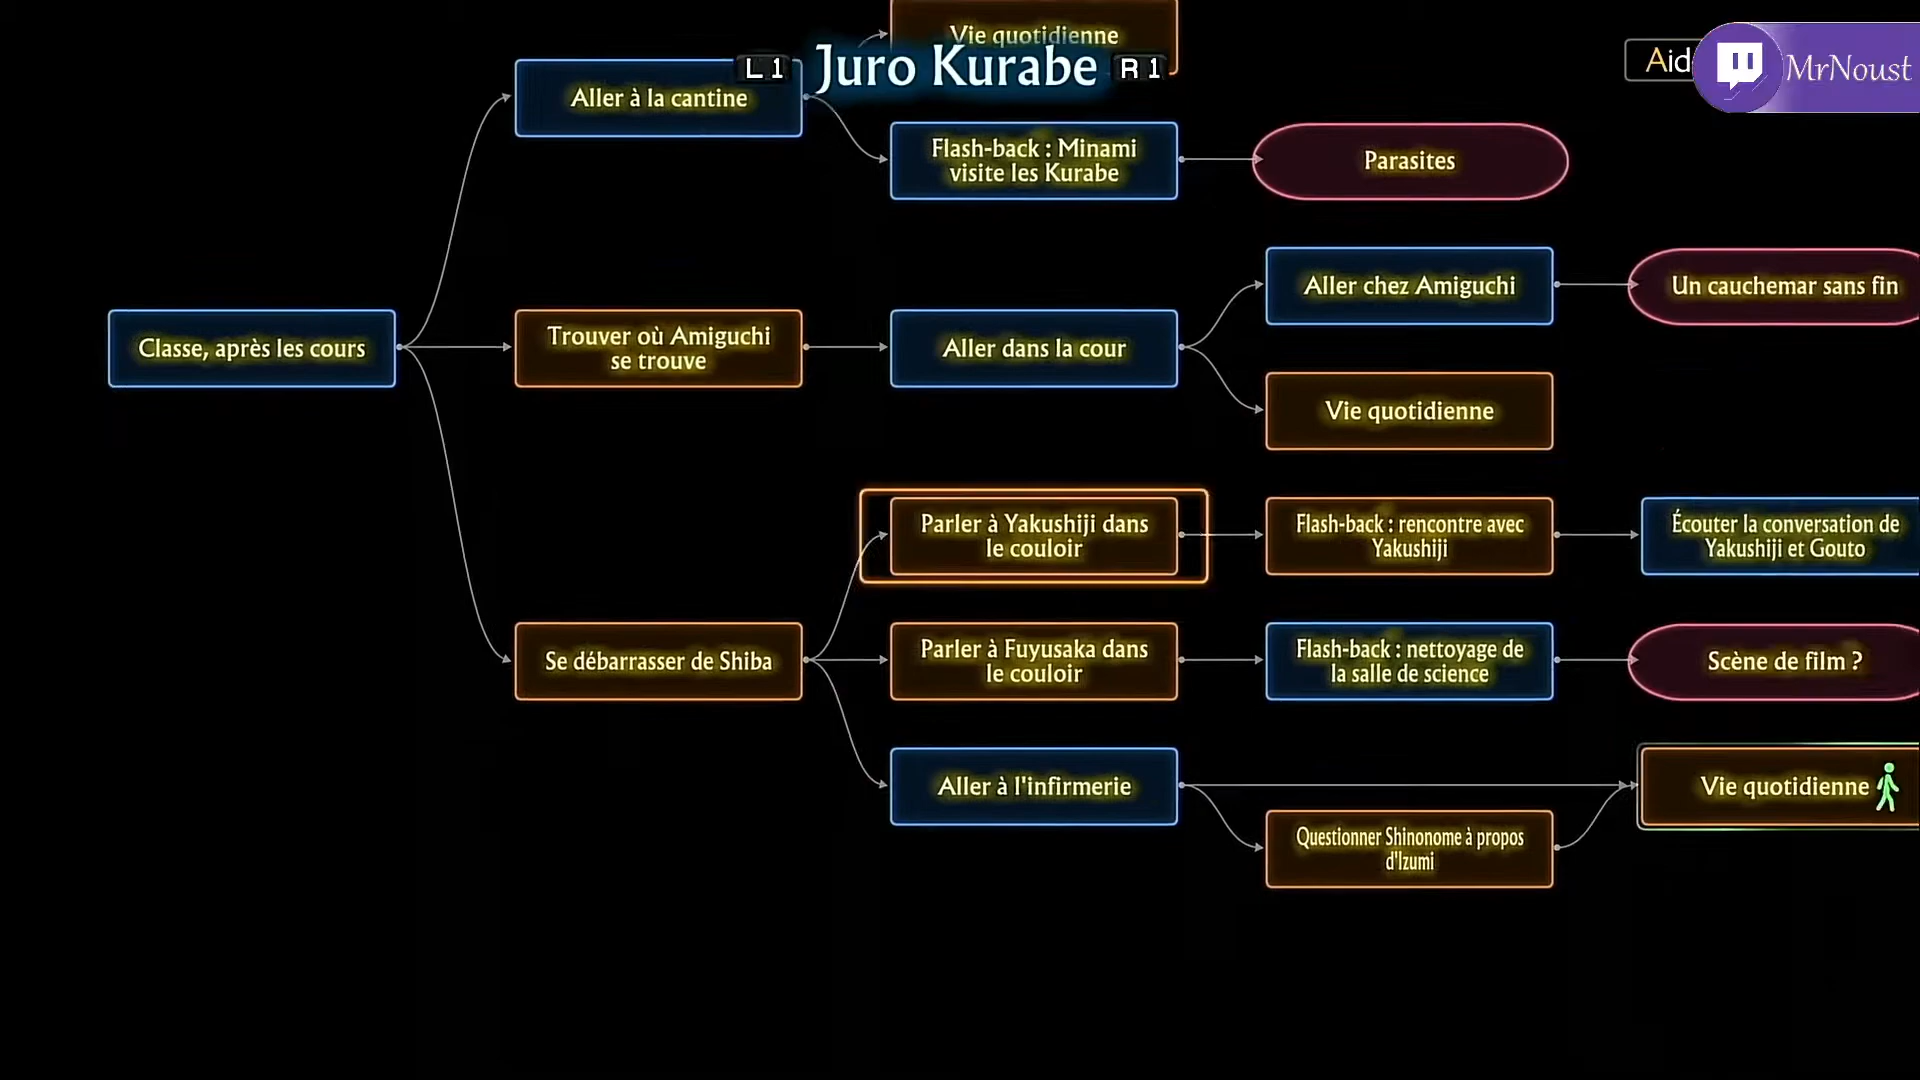 Vie quotidienne
L 1
Juro Kurabe
R 1
Aid
MrNoust
Aller à la cantine
Flash-back : Minami
visite les Kurabe
Parasites
Aller chez Amiguchi
Un cauchemar sans fin
Classe, après les cours
Trouver où Amiguchi
se trouve
Aller dans la cour
Vie quotidienne
Parler à Yakushiji dans
le couloir
Flash-back : rencontre avec
Yakushiji
Écouter la conversation de
Yakushiji et Gouto
Se débarrasser de Shiba
Parler à Fuyusaka dans
le couloir
Flash-back : nettoyage de
la salle de science
Scène de film ?
Aller à l'infirmerie
Vie quotidienne
Questionner Shinonome à propos
d'Izumi